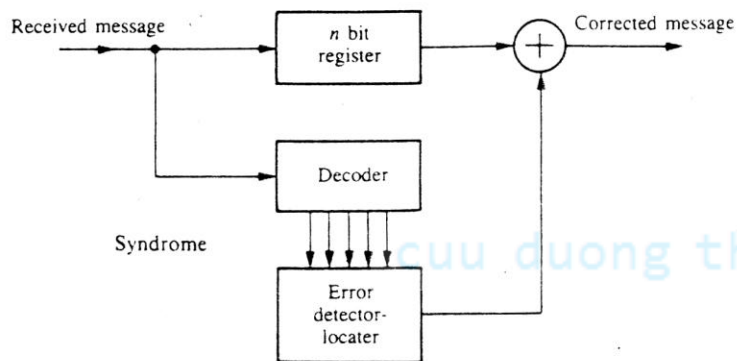 Received message
n bit
register
Corrected message
+
Decoder
Syndrome
cuu duong th
Error
detector-
locater